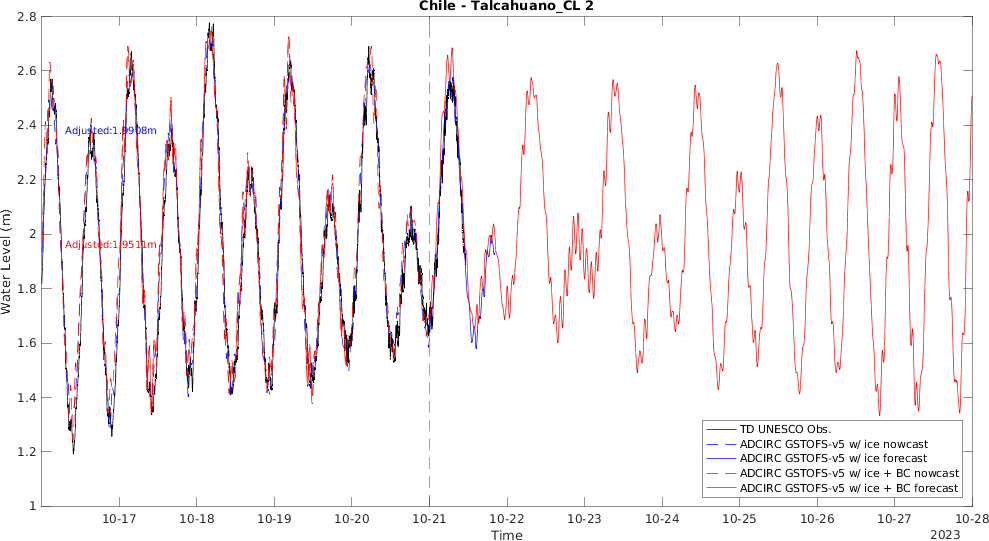 Chile - Talcahuano_CL 2
2.8
2.6
2.4
2.2
2
1.8
1.6
1.4
1.2
1
Water Level (m)
Adjusted:1.9908m
Adjusted:1.9511m
TD UNESCO Obs.
ADCIRC GSTOFS-v5 w/ ice nowcast
ADCIRC GSTOFS-v5 w/ ice forecast
ADCIRC GSTOFS-v5 w/ ice + BC nowcast
ADCIRC GSTOFS-v5 w/ ice + BC forecast
10-17 10-18 10-19 10-20 10-21 10-22 10-23 10-24 10-25 10-26 10-27 10-28
Time
2023